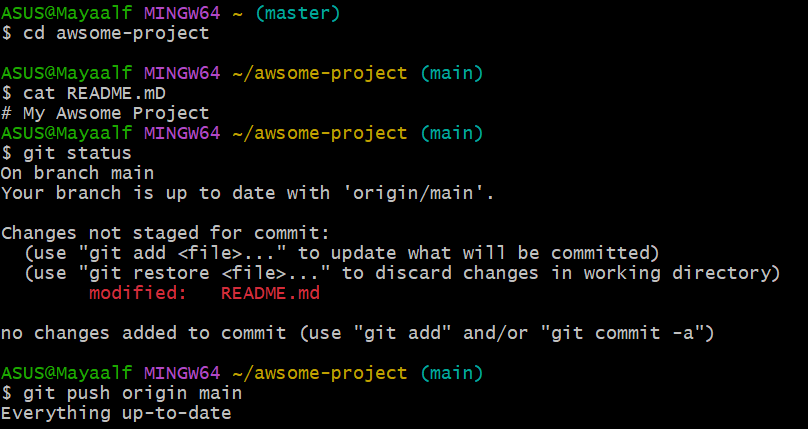 ASUS@Mayaalf MINGW64 ~ (master)
$ cd awsome-project
ASUS@Mayaalf MINGW64 ~/awsome-project (main)
$ cat README.mD
# My Awsome Project
ASUS@Mayaalf MINGW64 ~/awsome-project (main)
$ git status
On branch main
Your branch is up to date with 'origin/main'.
Changes not staged for commit:
  (use "git add <file>..." to update what will be committed)
  (use "git restore <file>..." to discard changes in working directory)
        modified:   README.md
no changes added to commit (use "git add" and/or "git commit -a")
ASUS@Mayaalf MINGW64 ~/awsome-project (main)
$ git push origin main
Everything up-to-date